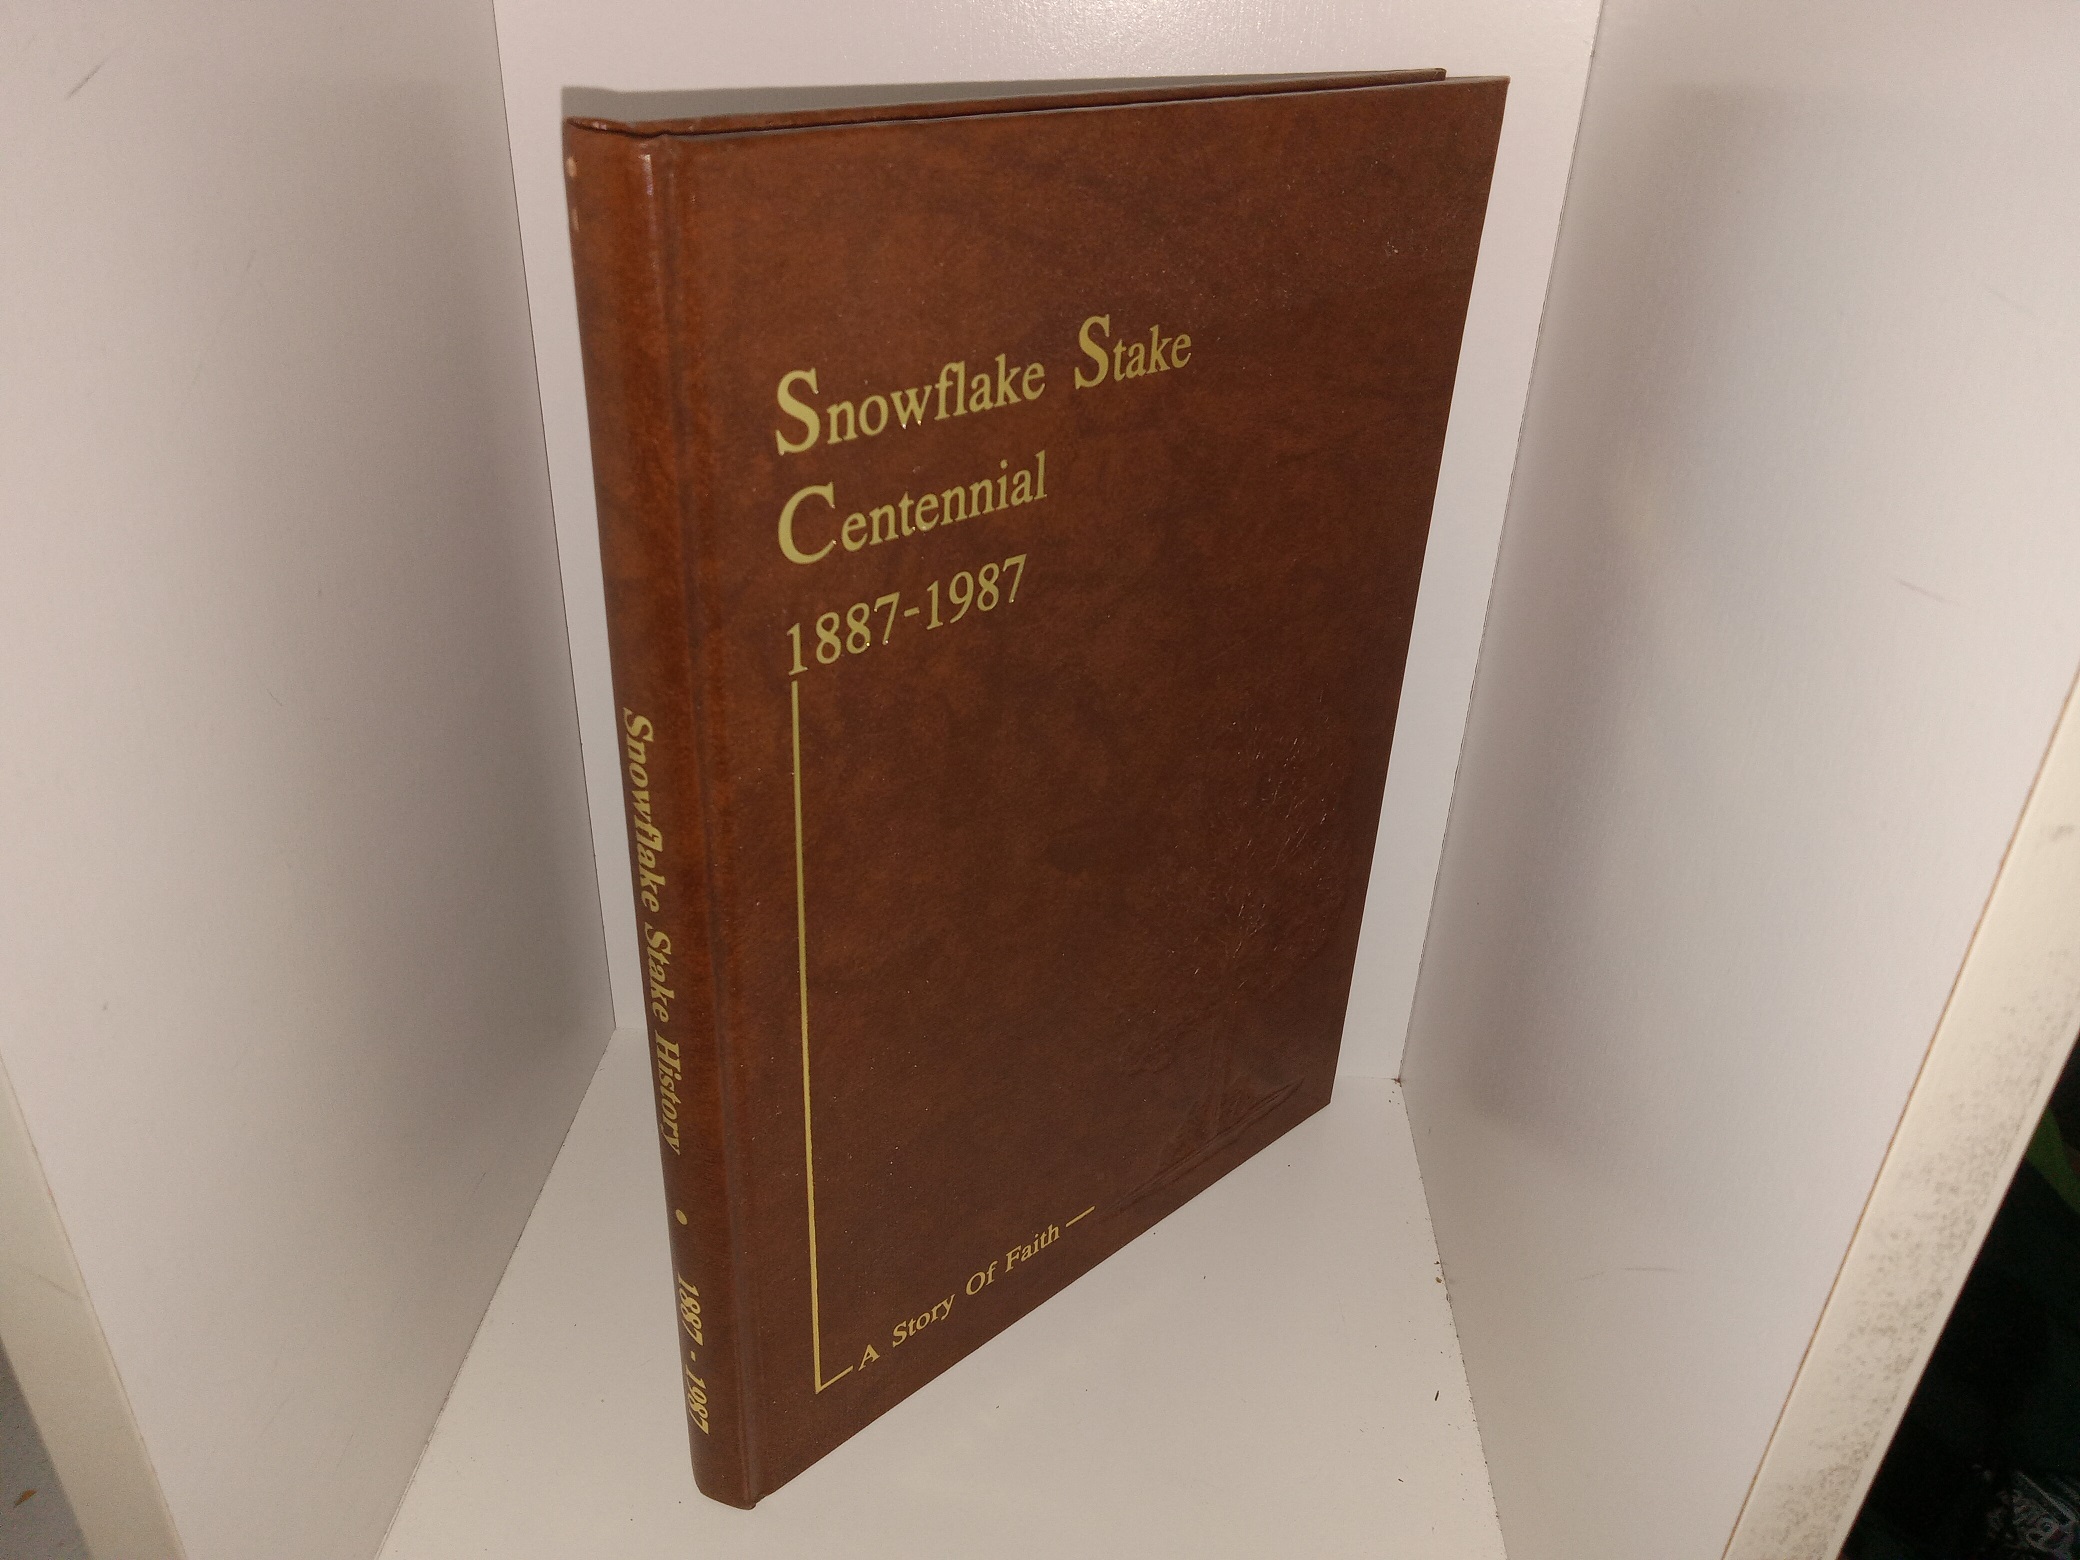 Snowflake Stake
Centennial
1887-1987
A Story Of Faith
Snowflake Stake History • 1887 - 1987